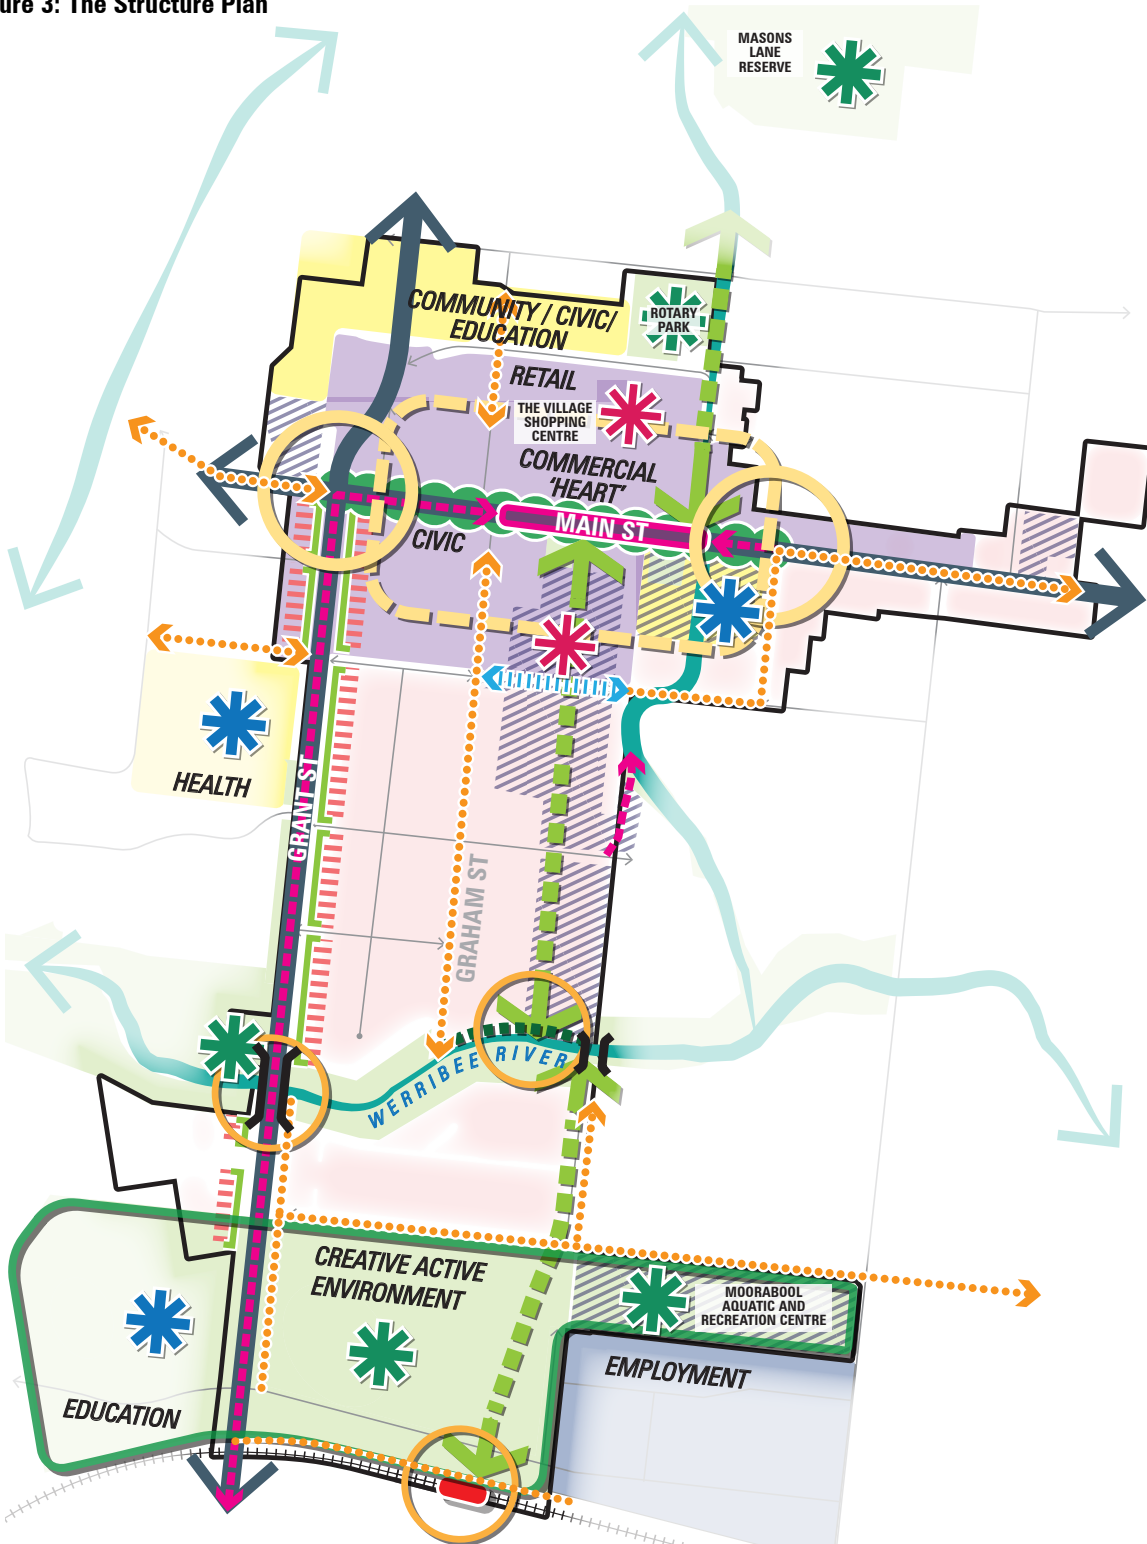 ure 3: The Structure Plan
MASONS
LANE
RESERVE
COMMUNITY / CIVIC/
EDUCATION
ROTARY
PARK
RETAIL
THE VILLAGE
SHOPPING
CENTRE
COMMERCIAL
'HEART'
MAIN ST
CIVIC
HEALTH
GRANT ST
GRAHAM ST
WERRIBEE RIVER
CREATIVE ACTIVE
ENVIRONMENT
MOORABOOL
AQUATIC AND
RECREATION CENTRE
EMPLOYMENT
EDUCATION